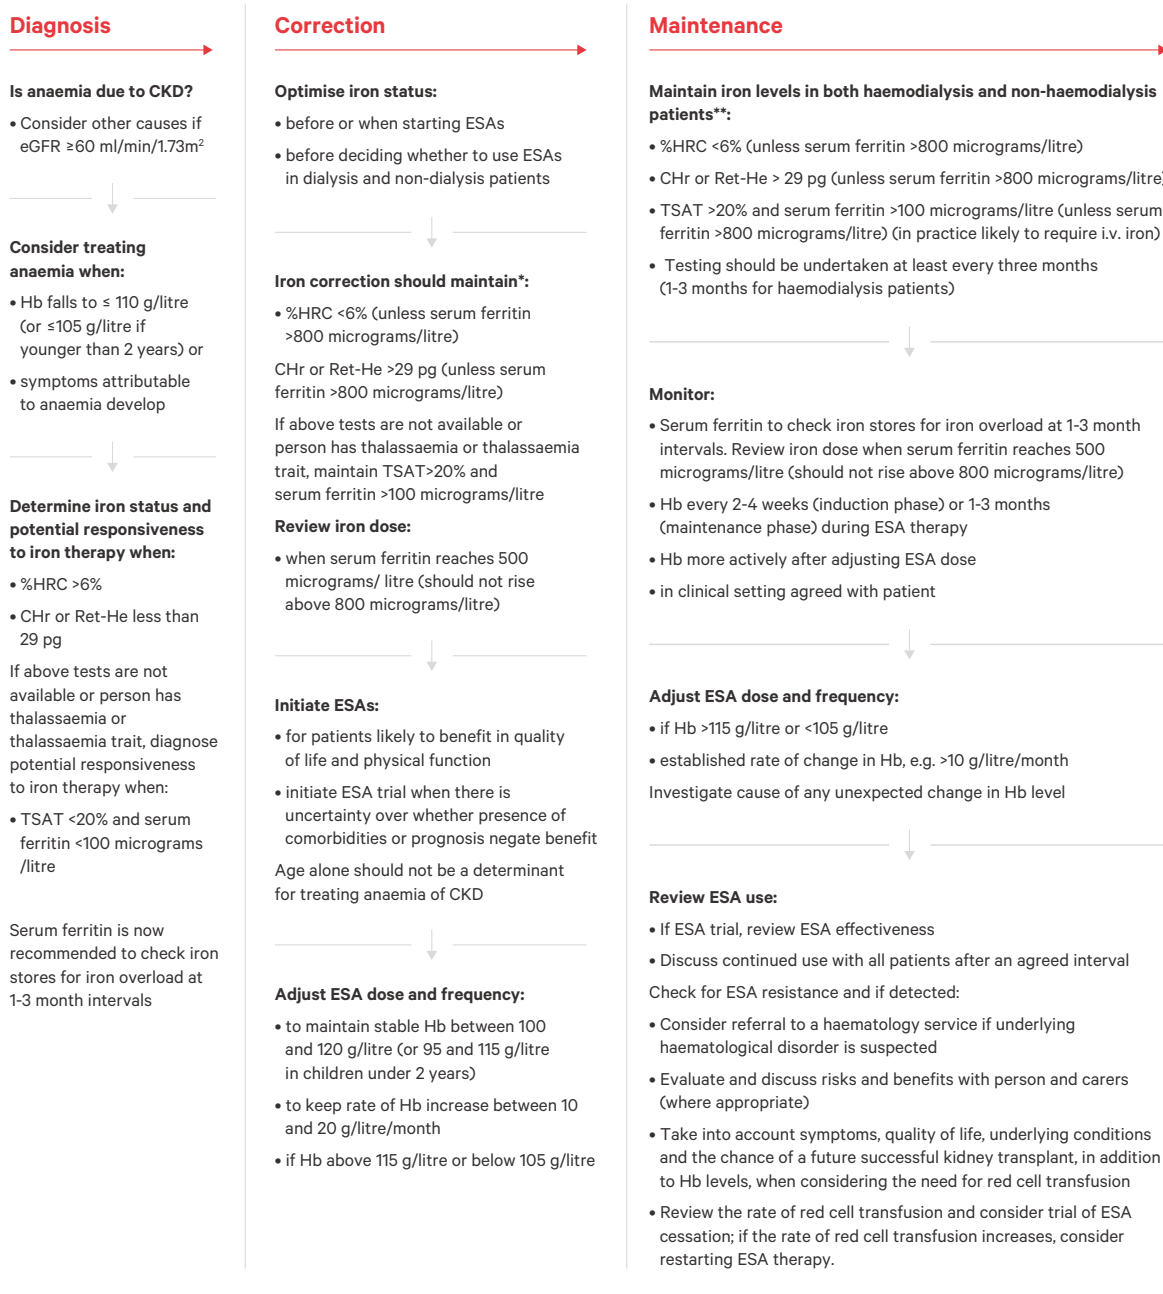 Diagnosis
Is anaemia due to CKD?
• Consider other causes if
eGFR ≥60 ml/min/1.73m²
Consider treating
anaemia when:
• Hb falls to ≤ 110 g/litre
(or ≤105 g/litre if
younger than 2 years) or
• symptoms attributable
to anaemia develop
Determine iron status and
potential responsiveness
to iron therapy when:
• %HRC >6%
• CHr or Ret-He less than
29 pg
If above tests are not
available or person has
thalassaemia or
thalassaemia trait, diagnose
potential responsiveness
to iron therapy when:
• TSAT <20% and serum
ferritin <100 micrograms
/litre
Serum ferritin is now
recommended to check iron
stores for iron overload at
1-3 month intervals
Correction
Optimise iron status:
• before or when starting ESAs
• before deciding whether to use ESAs
in dialysis and non-dialysis patients
Iron correction should maintain*:
• %HRC <6% (unless serum ferritin
>800 micrograms/litre)
CHr or Ret-He >29 pg (unless serum
ferritin >800 micrograms/litre)
If above tests are not available or
person has thalassaemia or thalassaemia
trait, maintain TSAT>20% and
serum ferritin >100 micrograms/litre
Review iron dose:
• when serum ferritin reaches 500
micrograms/ litre (should not rise
above 800 micrograms/litre)
Initiate ESAs:
• for patients likely to benefit in quality
of life and physical function
• initiate ESA trial when there is
uncertainty over whether presence of
comorbidities or prognosis negate benefit
Age alone should not be a determinant
for treating anaemia of CKD
Adjust ESA dose and frequency:
• to maintain stable Hb between 100
and 120 g/litre (or 95 and 115 g/litre
in children under 2 years)
• to keep rate of Hb increase between 10
and 20 g/litre/month
• if Hb above 115 g/litre or below 105 g/litre
Maintenance
Maintain iron levels in both haemodialysis and non-haemodialysis
patients**:
• %HRC <6% (unless serum ferritin >800 micrograms/litre)
• CHr or Ret-He > 29 pg (unless serum ferritin >800 micrograms/litre)
• TSAT >20% and serum ferritin >100 micrograms/litre (unless serum
ferritin >800 micrograms/litre) (in practice likely to require i.v. iron)
• Testing should be undertaken at least every three months
(1-3 months for haemodialysis patients)
Monitor:
• Serum ferritin to check iron stores for iron overload at 1-3 month
intervals. Review iron dose when serum ferritin reaches 500
micrograms/litre (should not rise above 800 micrograms/litre)
• Hb every 2-4 weeks (induction phase) or 1-3 months
(maintenance phase) during ESA therapy
• Hb more actively after adjusting ESA dose
• in clinical setting agreed with patient
Adjust ESA dose and frequency:
• if Hb >115 g/litre or <105 g/litre
• established rate of change in Hb, e.g. >10 g/litre/month
Investigate cause of any unexpected change in Hb level
Review ESA use:
• If ESA trial, review ESA effectiveness
• Discuss continued use with all patients after an agreed interval
Check for ESA resistance and if detected:
• Consider referral to a haematology service if underlying
haematological disorder is suspected
• Evaluate and discuss risks and benefits with person and carers
(where appropriate)
• Take into account symptoms, quality of life, underlying conditions
and the chance of a future successful kidney transplant, in addition
to Hb levels, when considering the need for red cell transfusion
• Review the rate of red cell transfusion and consider trial of ESA
cessation; if the rate of red cell transfusion increases, consider
restarting ESA therapy.